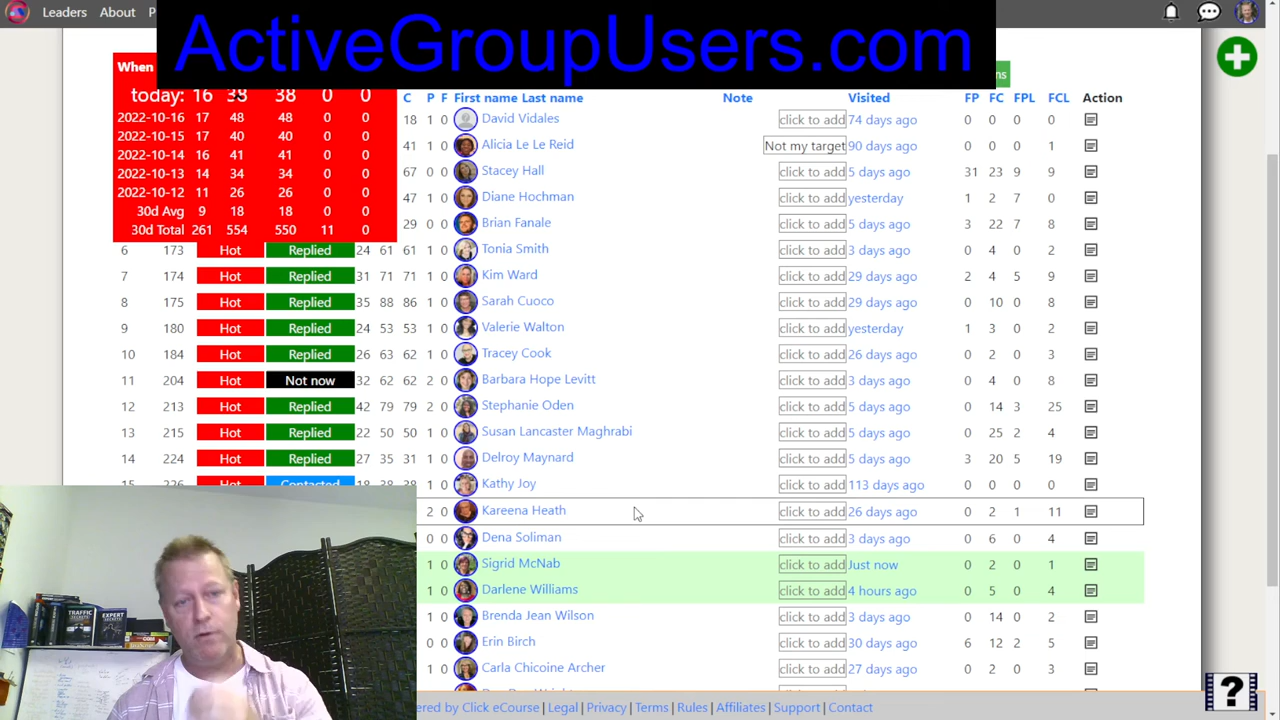 Leaders About
ActiveGroupUsers.com
When
ns
today: 16 38 38 0 0
2022-10-16 17 48 48 0 0
2022-10-15 17 40 40 0 0
2022-10-14 16 41 41 0 0
2022-10-13 14 34 34 0 0
2022-10-12 11 26 26 0 0
30d Avg 9 18 18 0 0
30d Total 261 554 550 11 0
C P F First name Last name Note Visited FP FC FPL FCL Action
18 1 0 David Vidales click to add 74 days ago 0 0 0 0
41 1 0 Alicia Le Le Reid Not my target 90 days ago 0 0 0 1
67 0 0 Stacey Hall click to add 5 days ago 31 23 9 9
47 1 0 Diane Hochman click to add yesterday 1 2 7 0
29 0 0 Brian Fanale click to add 5 days ago 3 22 7 8
6 173 Hot Replied 24 61 61 1 0 Tonia Smith click to add 3 days ago 0 4 0 2
7 174 Hot Replied 31 71 71 1 0 Kim Ward click to add 29 days ago 2 4 5 9
8 175 Hot Replied 35 88 86 1 0 Sarah Cuoco click to add 29 days ago 0 10 0 8
9 180 Hot Replied 24 53 53 1 0 Valerie Walton click to add yesterday 1 3 0 2
10 184 Hot Replied 26 63 62 1 0 Tracey Cook click to add 26 days ago 0 2 0 3
11 204 Hot Not now 32 62 62 2 0 Barbara Hope Levitt click to add 3 days ago 0 4 0 8
12 213 Hot Replied 42 79 79 2 0 Stephanie Oden click to add 5 days ago 0 14 3 25
13 215 Hot Replied 22 50 50 1 0 Susan Lancaster Maghrabi click to add 5 days ago 0 25 2 4
14 224 Hot Replied 27 35 31 1 0 Delroy Maynard click to add 5 days ago 3 20 5 19
15 226 Hot Contacted 18 38 38 1 0 Kathy Joy click to add 113 days ago 0 0 0 0
2 0 Kareena Heath click to add 26 days ago 0 2 1 11
0 0 Dena Soliman click to add 3 days ago 0 6 0 4
1 0 Sigrid McNab click to add Just now 0 2 0 1
1 0 Darlene Williams click to add 4 hours ago 0 5 0 4
1 0 Brenda Jean Wilson click to add 3 days ago 0 14 0 2
0 0 Erin Birch click to add 30 days ago 6 12 2 5
1 0 Carla Chicoine Archer click to add 27 days ago 0 2 0 0
TRAFFIC SECRETS
EXPERT SECRETS
ered by Click eCourse | Legal | Privacy | Terms | Rules | Affiliates | Support | Contact
?